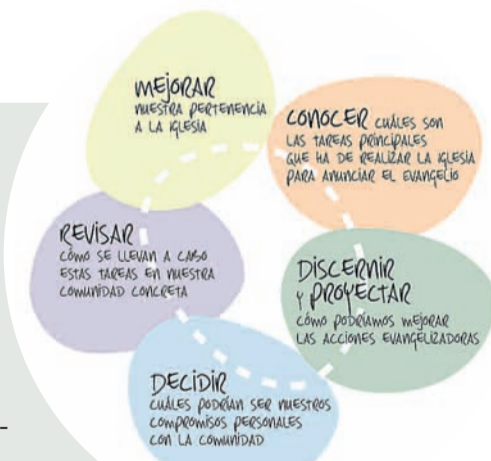 MEJORAR
NUESTRA PERTENENCIA
A LA IGLESIA
CONOCER CUÁLES SON
LAS TAREAS PRINCIPALES
QUE HA DE REALIZAR LA IGLESIA
PARA ANUNCIAR EL EVANGELIO
DISCERNIR
Y PROYECTAR
CÓMO PODRÍAMOS MEJORAR
LAS ACCIONES EVANGELIZADORAS
DECIDIR
CUÁLES PODRÍAN SER NUESTROS
COMPROMISOS PERSONALES
CON LA COMUNIDAD
REVISAR
CÓMO SE LLEVAN A CABO
ESTAS TAREAS EN NUESTRA
COMUNIDAD CONCRETA